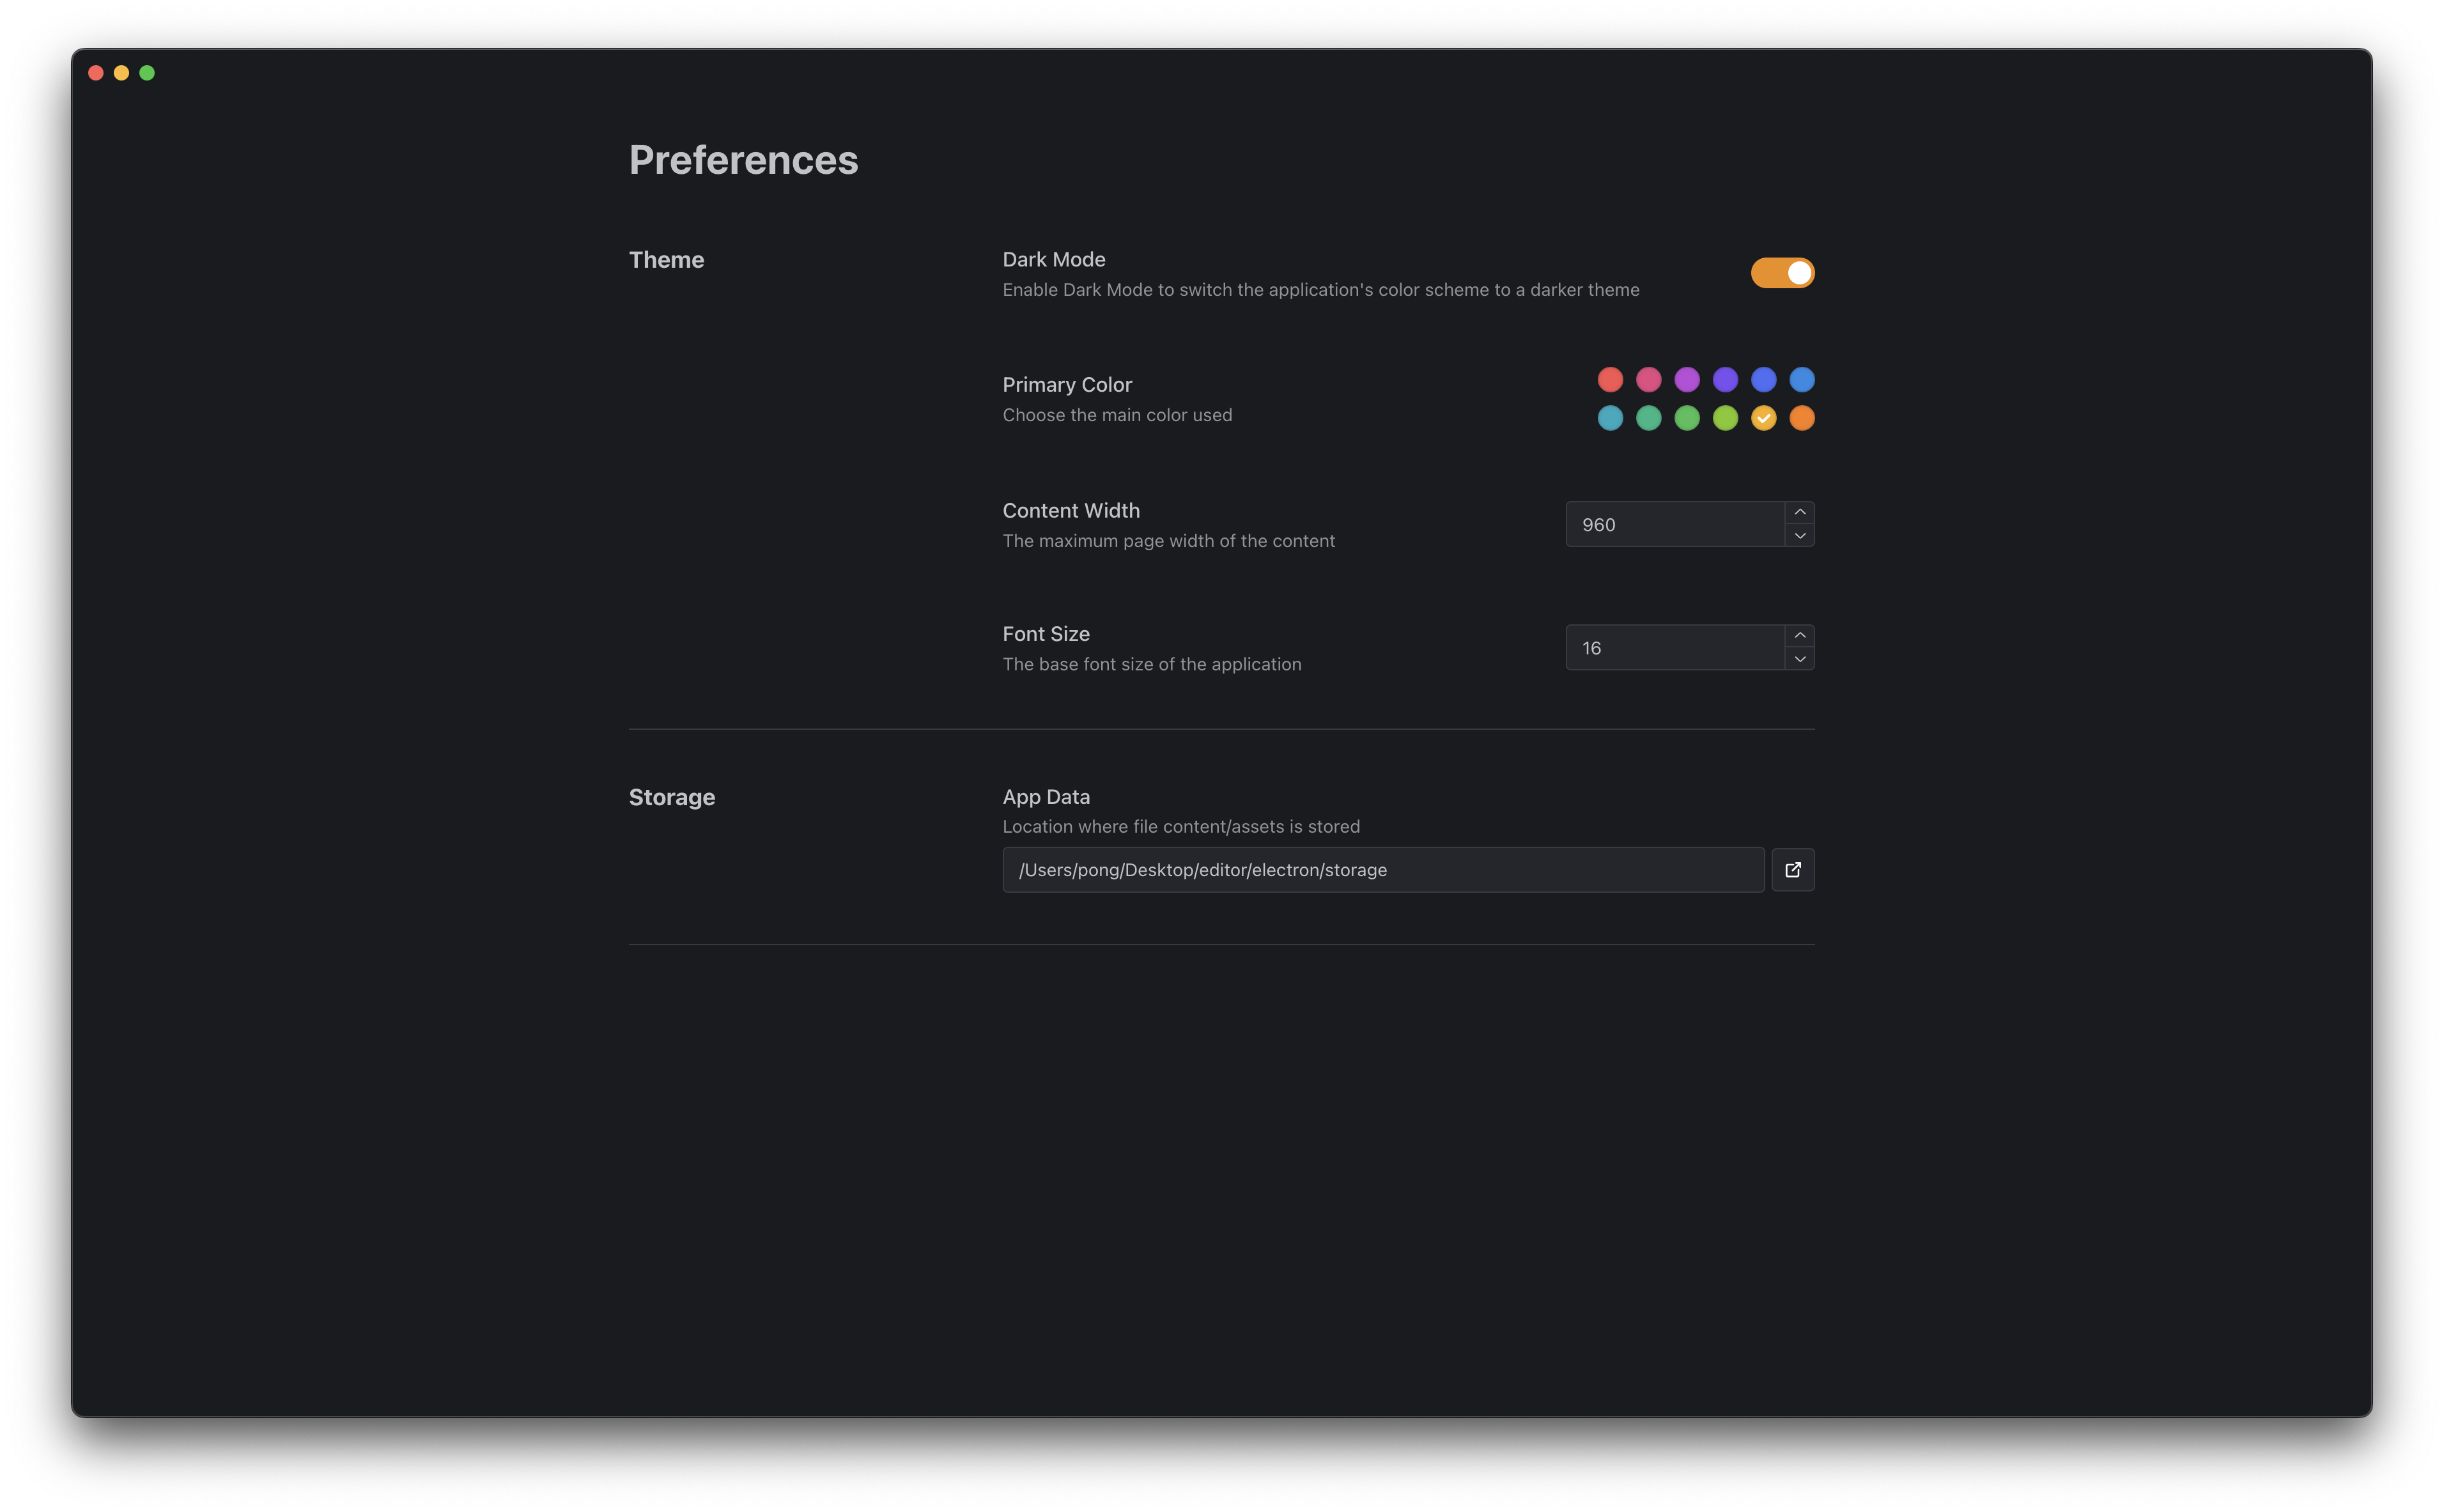 Preferences
Theme
Dark Mode
Enable Dark Mode to switch the application's color scheme to a darker theme
Primary Color
Choose the main color used
Content Width
The maximum page width of the content
960
Font Size
The base font size of the application
16
Storage
App Data
Location where file content/assets is stored
/Users/pong/Desktop/editor/electron/storage